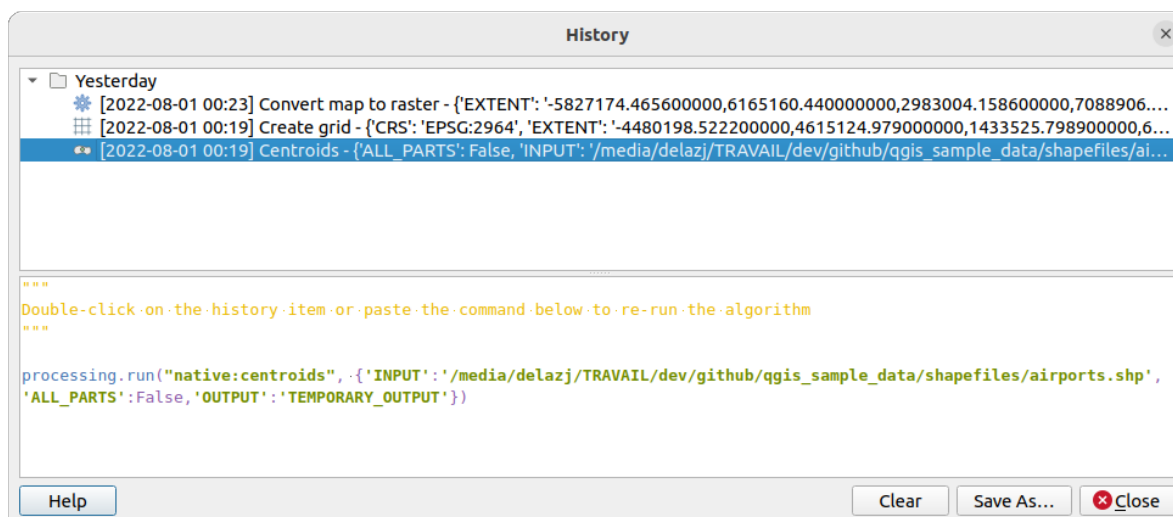 History
Yesterday
[2022-08-01 00:23] Convert map to raster - {'EXTENT': '-5827174.465600000,6165160.440000000,2983004.158600000,7088906....
[2022-08-01 00:19] Create grid - {'CRS': 'EPSG:2964', 'EXTENT': '-4480198.522200000,4615124.979000000,1433525.798900000,6...
[2022-08-01 00:19] Centroids - {'ALL_PARTS': False, 'INPUT': '/media/delazj/TRAVAIL/dev/github/qgis_sample_data/shapefiles/ai...
"""
Double-click·on·the·history·item·or·paste·the·command·below·to·re-run·the·algorithm
"""
processing.run("native:centroids",·{'INPUT':'/media/delazj/TRAVAIL/dev/github/qgis_sample_data/shapefiles/airports.shp',
'ALL_PARTS':False,'OUTPUT':'TEMPORARY_OUTPUT'})
Help
Clear
Save As...
Close